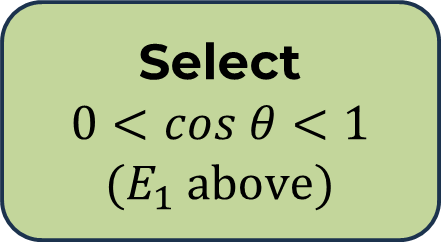 Select
0 < cos θ < 1
(E₁ above)